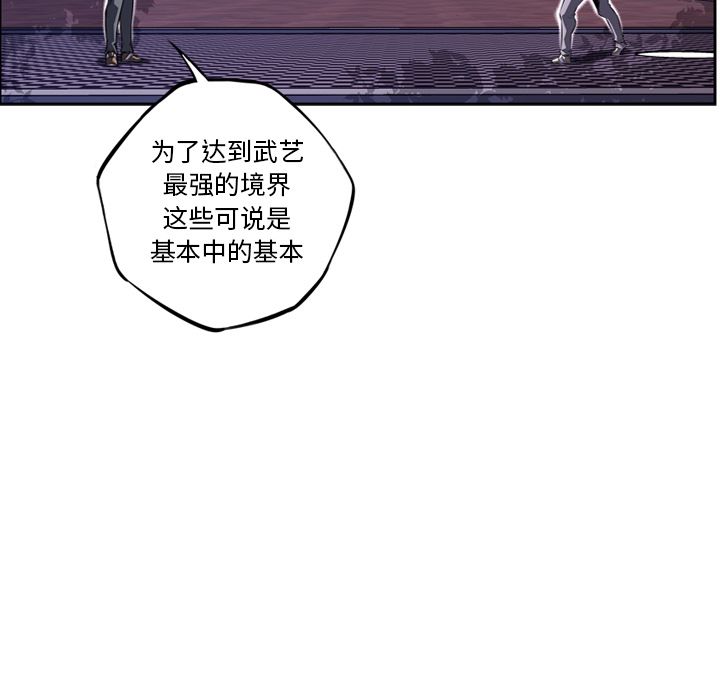 为了达到武艺
最强的境界
这些可说是
基本中的基本